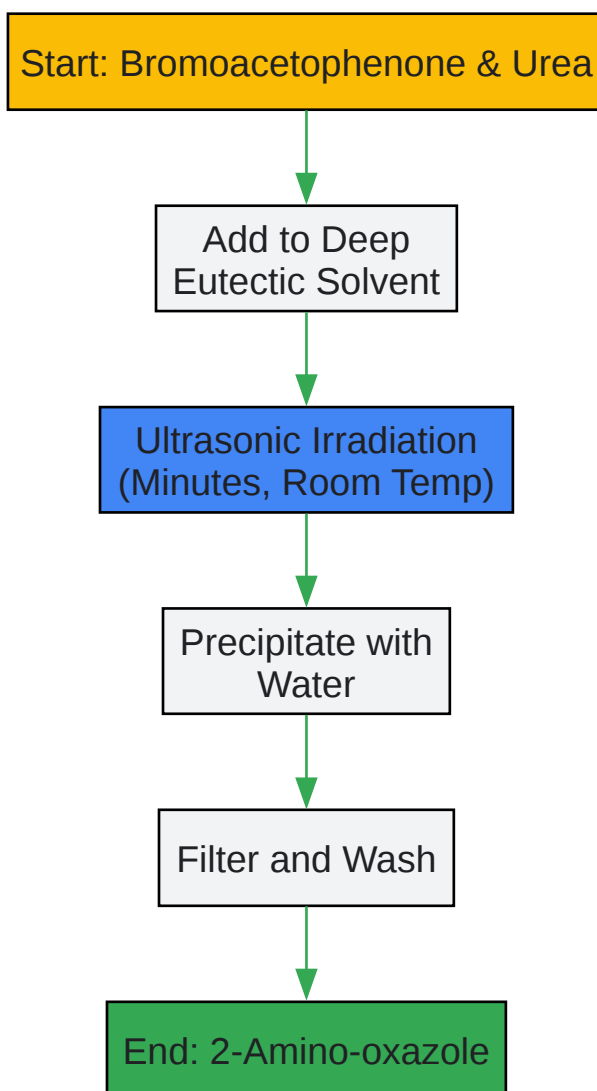 Start: Bromoacetophenone & Urea
Add to Deep
Eutectic Solvent
Ultrasonic Irradiation
(Minutes, Room Temp)
Precipitate with
Water
Filter and Wash
End: 2-Amino-oxazole